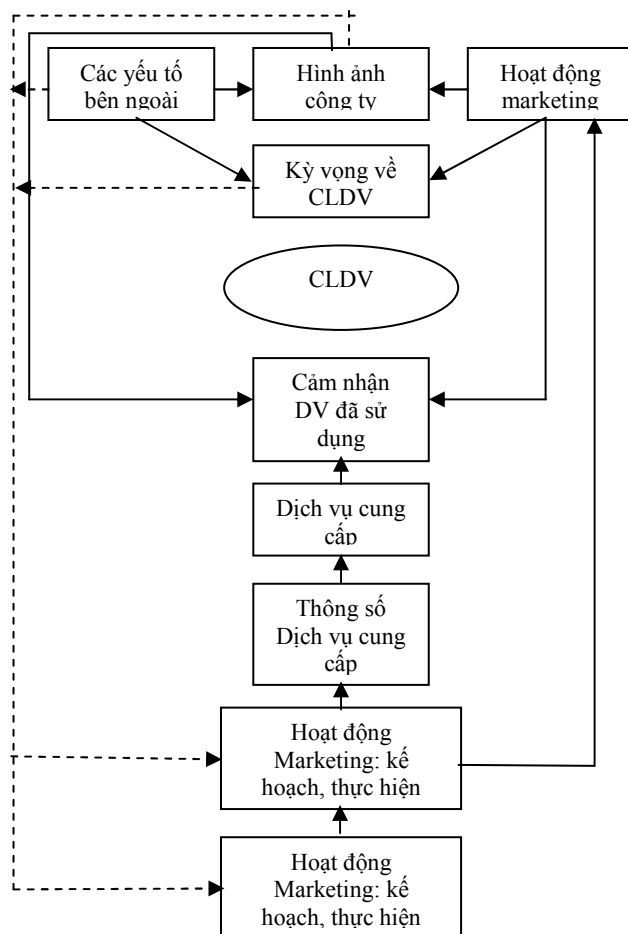 Các yếu tố
bên ngoài
Hình ảnh
công ty
Hoạt động
marketing
Kỳ vọng về
CLDV
CLDV
Cảm nhận
DV đã sử
dụng
Dịch vụ cung
cấp
Thông số
Dịch vụ cung
cấp
Hoạt động
Marketing: kế
hoạch, thực hiện
Hoạt động
Marketing: kế
hoạch, thực hiện